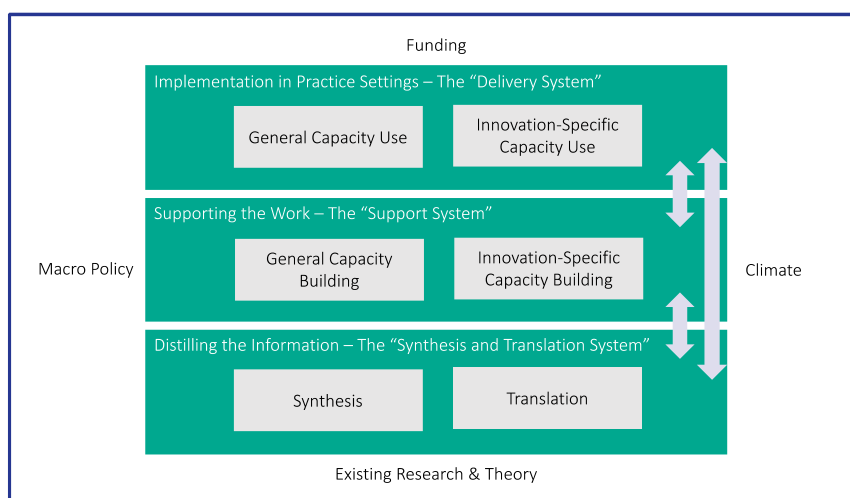 Funding
Implementation in Practice Settings – The “Delivery System”
General Capacity Use
Innovation-Specific
Capacity Use
Supporting the Work – The “Support System”
General Capacity
Building
Innovation-Specific
Capacity Building
Macro Policy
Climate
Distilling the Information – The “Synthesis and Translation System”
Synthesis
Translation
Existing Research & Theory